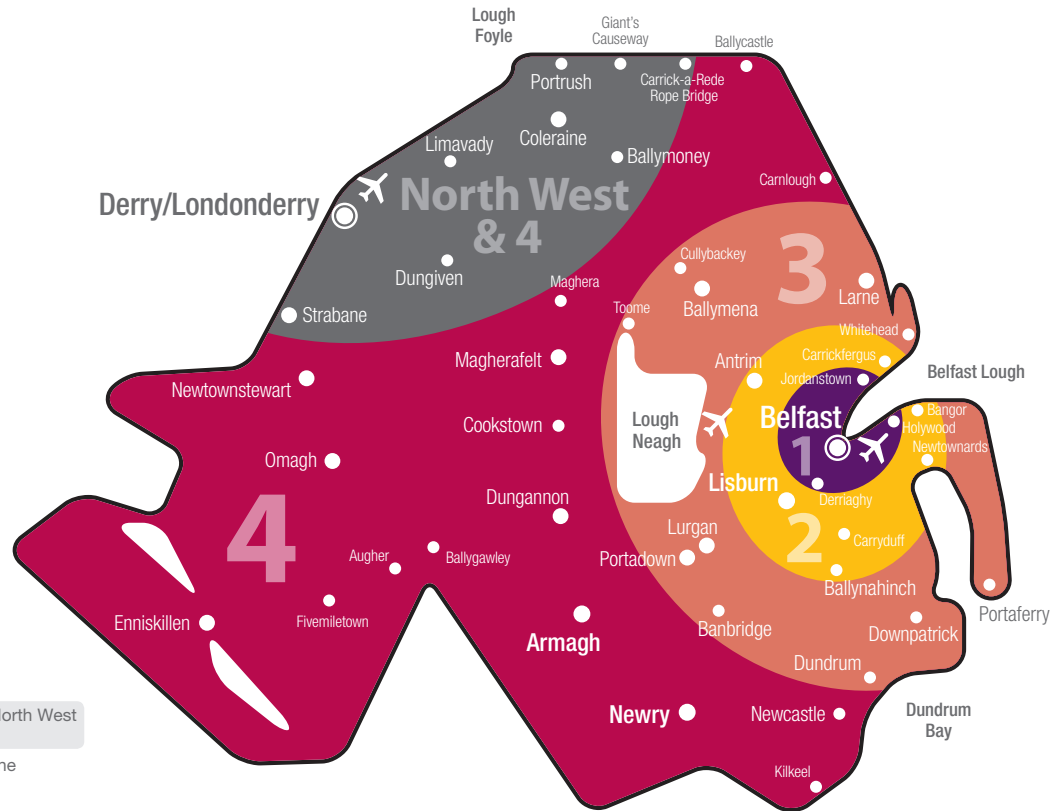 Lough
Foyle
Giant's
Causeway
Ballycastle
Portrush
Carrick-a-Rede
Rope Bridge
Coleraine
Limavady
Ballymoney
Carnlough
Derry/Londonderry
North West
& 4
3
Cullybackey
Dungiven
Maghera
Ballymena
Larne
Toome
Strabane
Whitehead
Magherafelt
Antrim
Carrickfergus
Jordanstown
Belfast Lough
Newtownstewart
Belfast
Bangor
Holywood
Cookstown
Lough
Neagh
1
Newtownards
Omagh
Lisburn
Dungannon
Derriaghy
4
2
Lurgan
Carryduff
Augher
Ballygawley
Portadown
Ballynahinch
Enniskillen
Fivemiletown
Banbridge
Portaferry
Downpatrick
Armagh
Dundrum
North West
Newry
Newcastle
Dundrum
Bay
Kilkeel